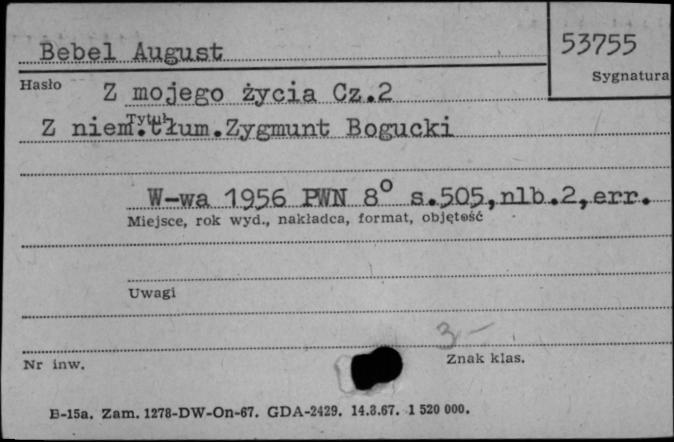 Bebel August
53755
Sygnatura
Hasło
Z mojego życia Cz.2
Tytuł
Z niem.tłum.Zygmunt Bogucki
W-wa 1956 PWN 8° s.505,nlb.2,err.
Miejsce, rok wyd., nakładca, format, objętość
Uwagi
3 —
Nr inw.
Znak klas.
B-15a. Zam. 1278-DW-On-67. GDA-2429. 14.8.67. 1 520 000.